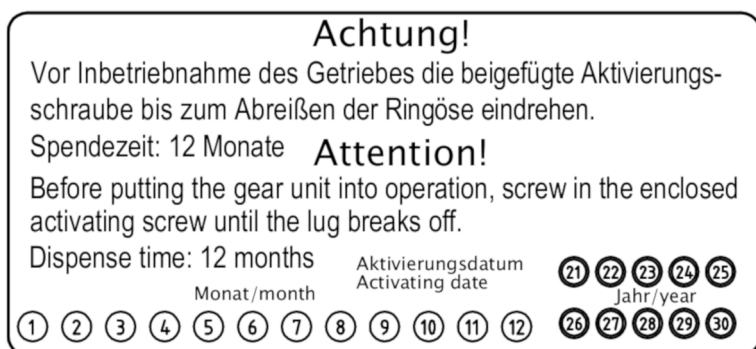 Achtung!
Vor Inbetriebnahme des Getriebes die beigefügte Aktivierungs-
schraube bis zum Abreißen der Ringöse eindrehen.
Spendezeit: 12 Monate
Attention!
Before putting the gear unit into operation, screw in the enclosed
activating screw until the lug breaks off.
Dispense time: 12 months
Aktivierungsdatum
Activating date
Monat/month
1 2 3 4 5 6 7 8 9 10 11 12
21 22 23 24 25
Jahr/year
26 27 28 29 30